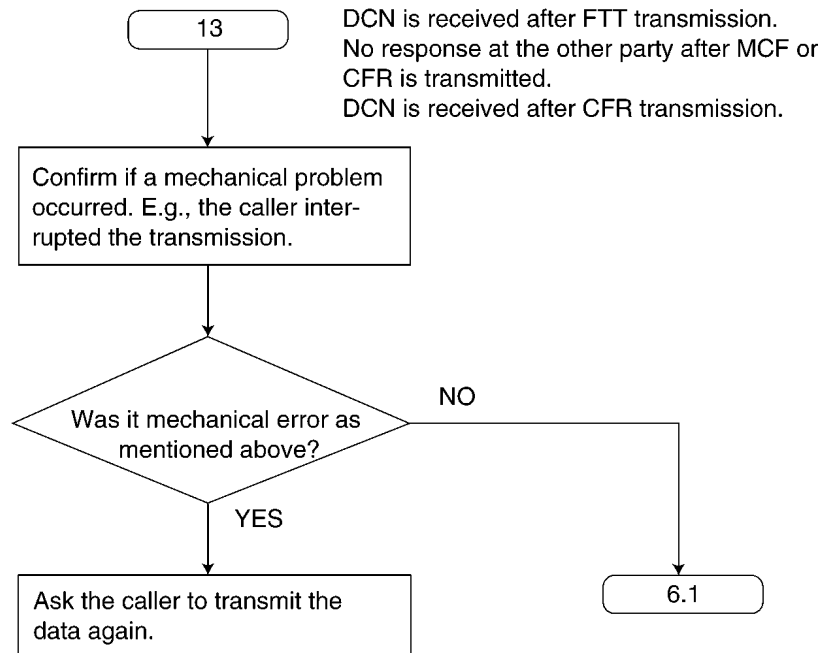 13
DCN is received after FTT transmission.
No response at the other party after MCF or
CFR is transmitted.
DCN is received after CFR transmission.
Confirm if a mechanical problem
occurred. E.g., the caller inter-
rupted the transmission.
Was it mechanical error as
mentioned above?
NO
YES
Ask the caller to transmit the
data again.
6.1